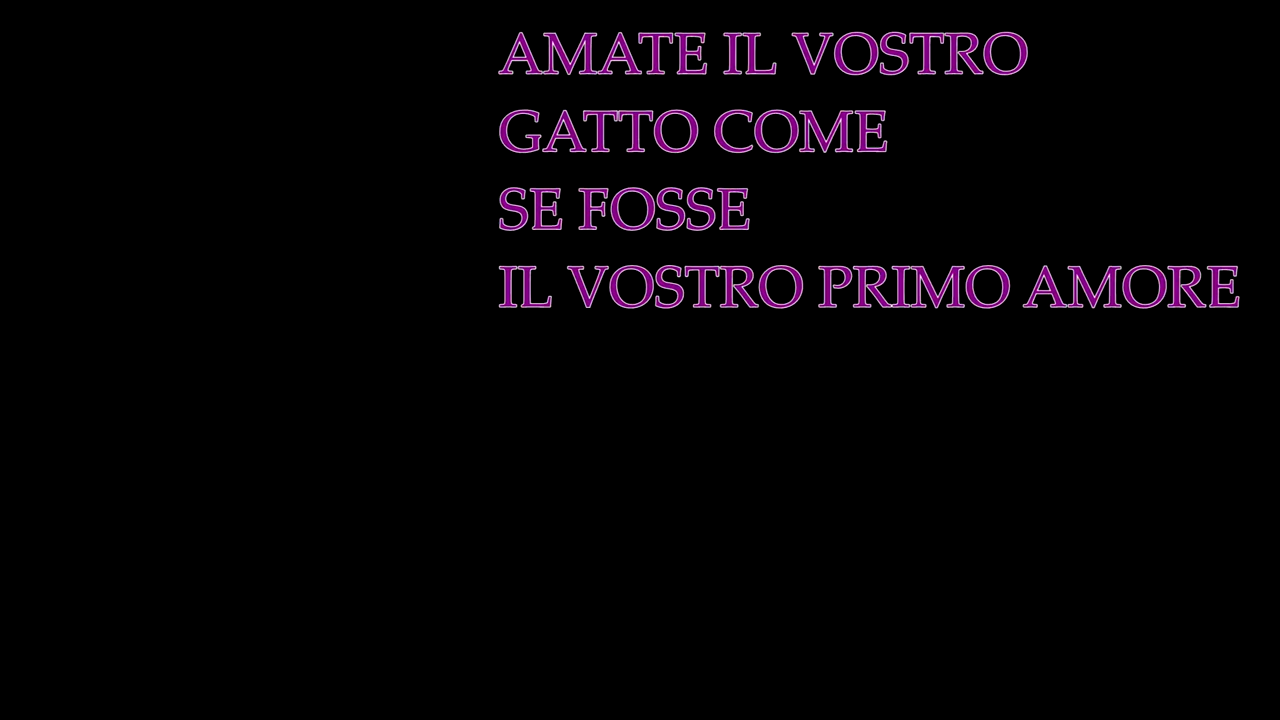 AMATE IL VOSTRO
GATTO COME
SE FOSSE
IL VOSTRO PRIMO AMORE